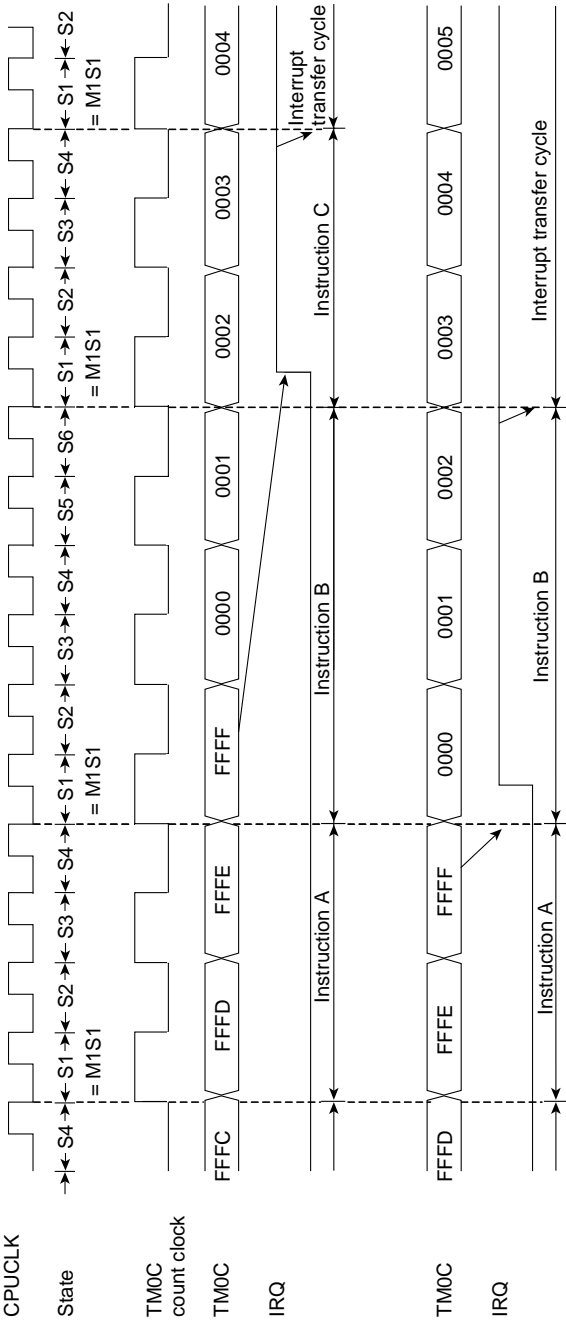 CPUCLK
State S4 S1 S2 S3 S4 S1 S2 S3 S4 S5 S6 S1 S2 S3 S4 S1 S2
= M1S1 = M1S1 = M1S1 = M1S1
TM0C
count clock
TM0C FFFC FFFD FFFE FFFF 0000 0001 0002 0003 0004
IRQ
Interrupt
transfer cycle
Instruction A Instruction B Instruction C
TM0C FFFD FFFE FFFF 0000 0001 0002 0003 0004 0005
IRQ
Interrupt transfer cycle
Instruction A Instruction B